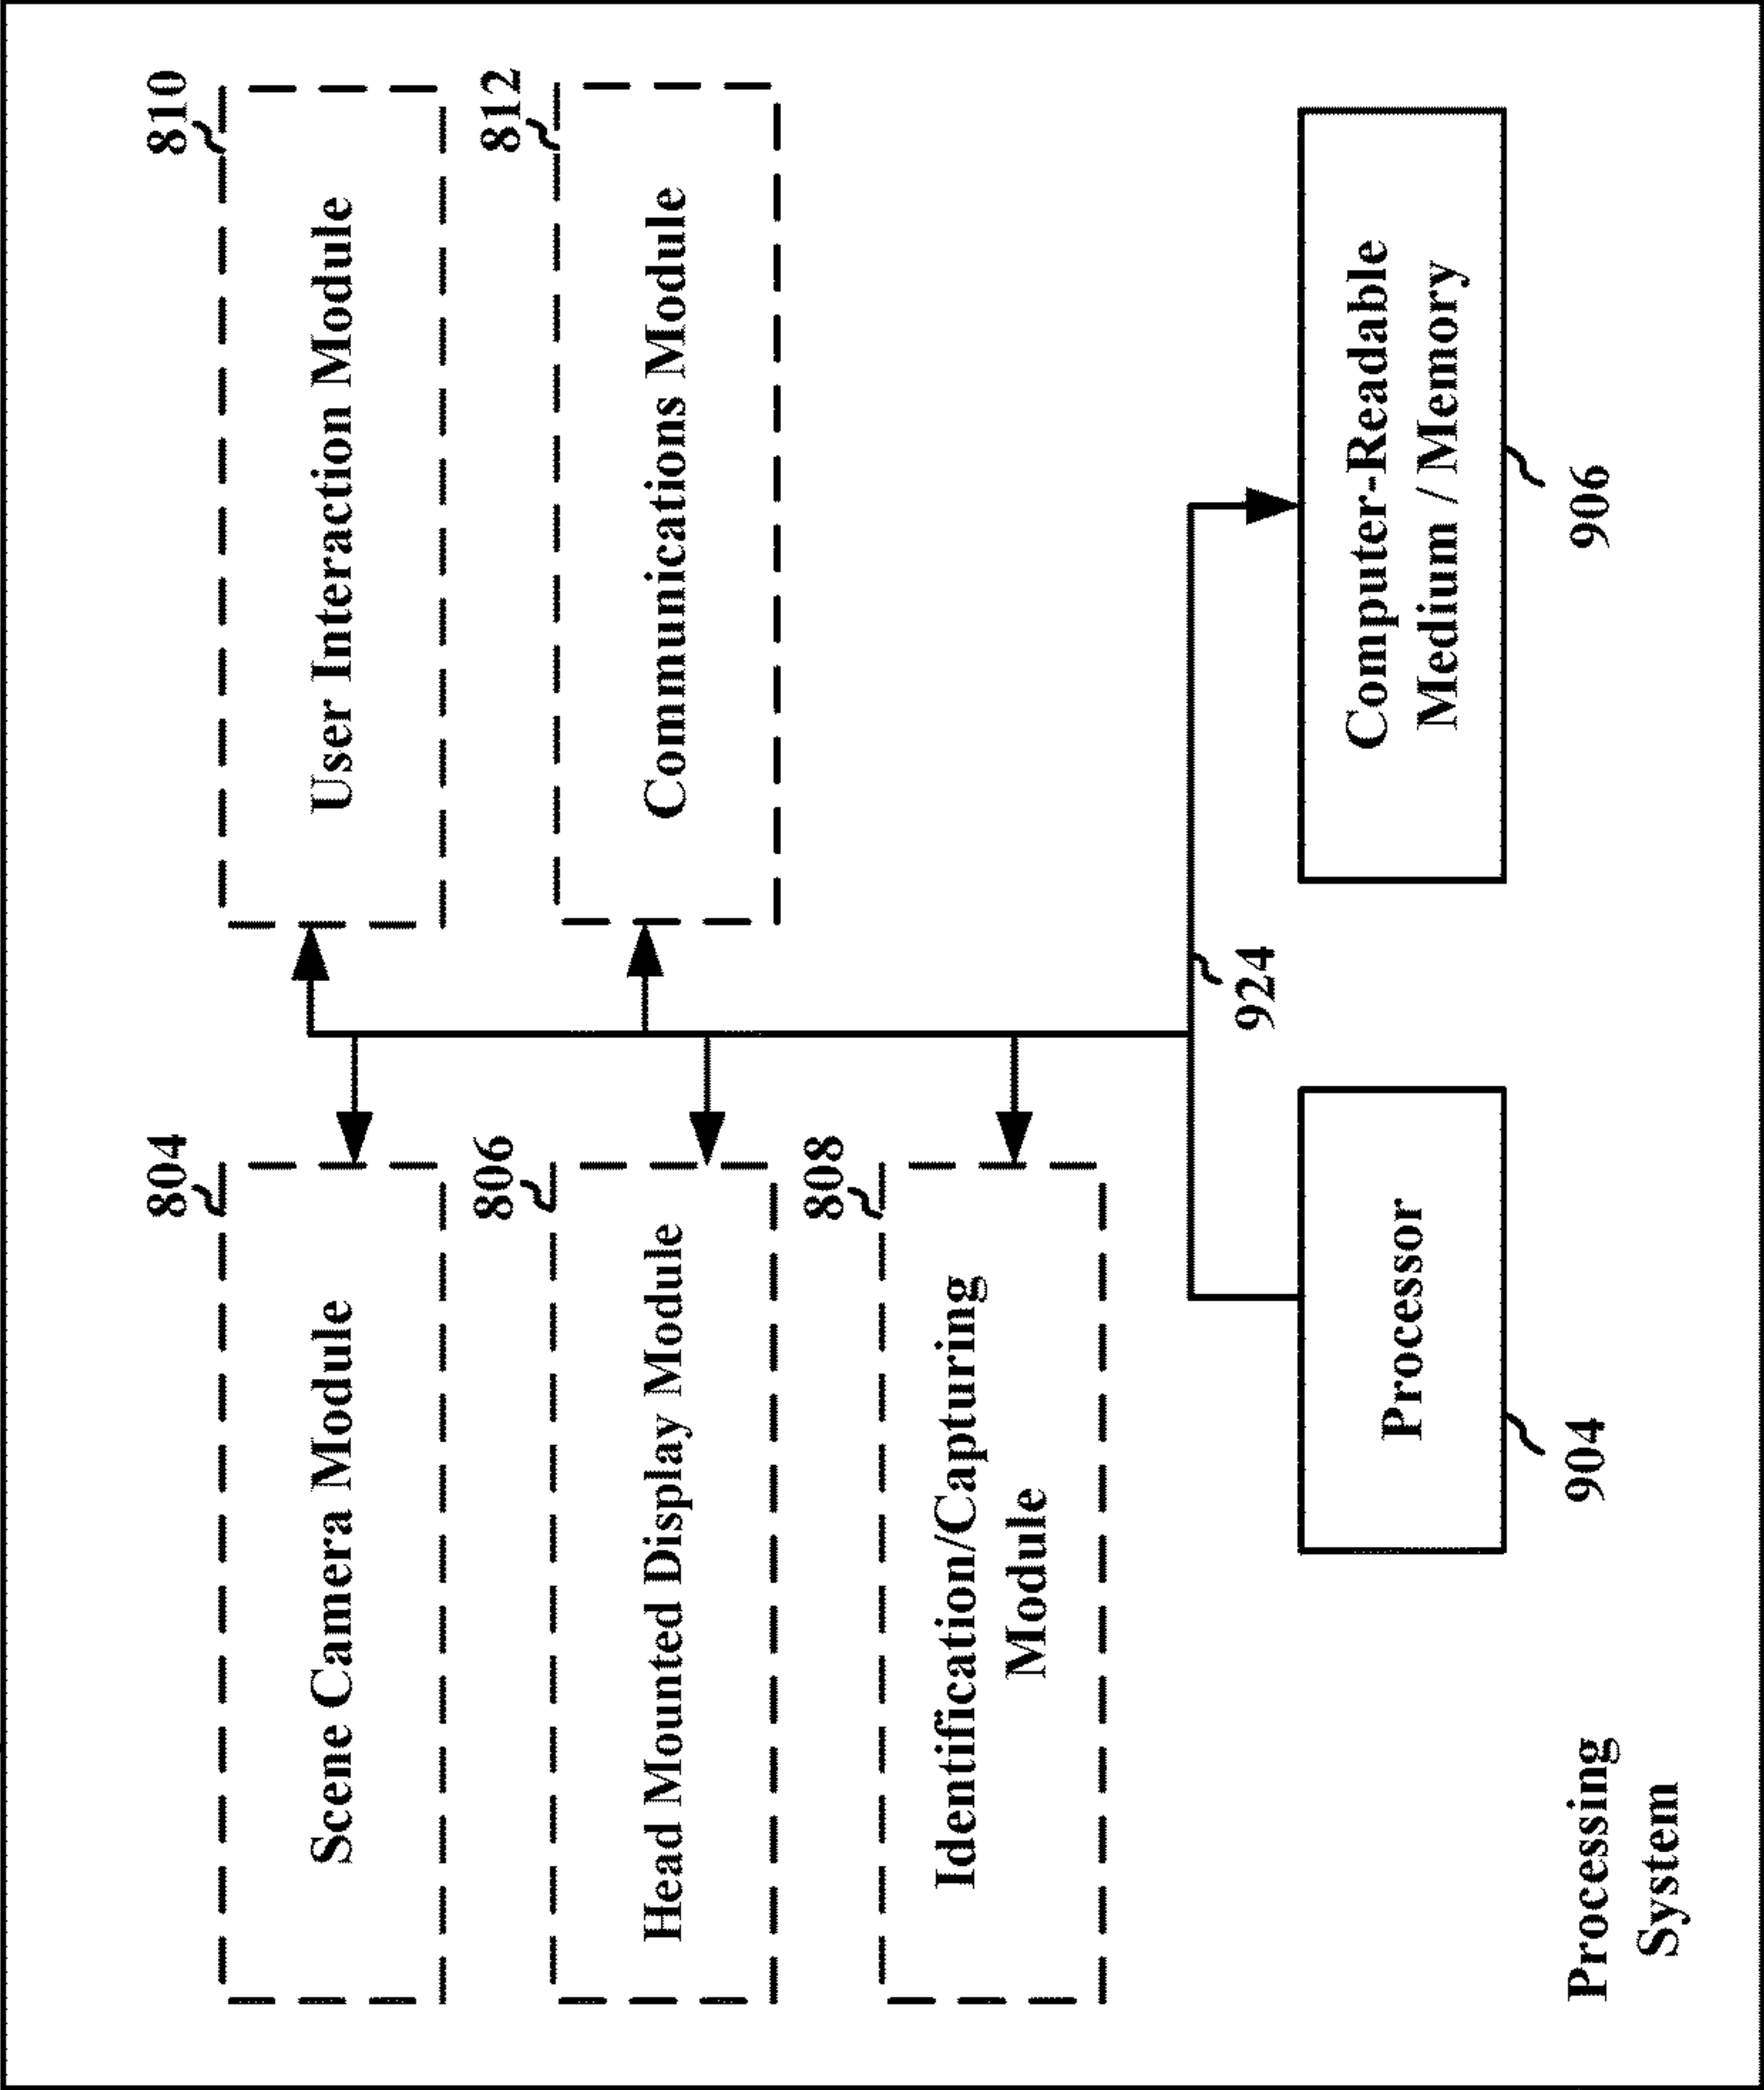 804
Scene Camera Module
810
User Interaction Module
806
Head Mounted Display Module
812
Communications Module
808
Identification/Capturing
Module
924
Processor
904
Computer-Readable
Medium / Memory
906
Processing
System